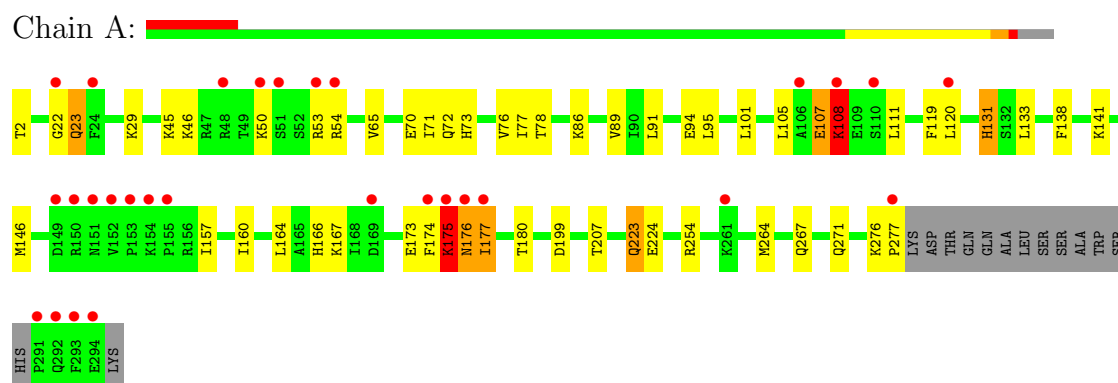 Chain A:
T2 G22 Q23 F24 K29 K45 K46 R47 R48 T49 K50 S51 S52 R53 R54 V65 E70 I71 Q72 H73 V76 I77 T78 K86 V89 I90 L91 E94 L95 L101 L105 A106 E107 K108 E109 S110 L111 F119 L120 H131 S132 L133 F138 K141
M146 D149 R150 N151 V152 P153 K154 P155 R156 I157 I160 L164 A165 H166 K167 I168 D169 E173 F174 K175 N176 I177 T180 D199 T207 Q223 E224 R254 K261 M264 Q267 Q271 K276 P277 LYS ASP THR GLN GLN ALA LEU SER SER ALA TRP SER
HIS P291 Q292 F293 E294 LYS